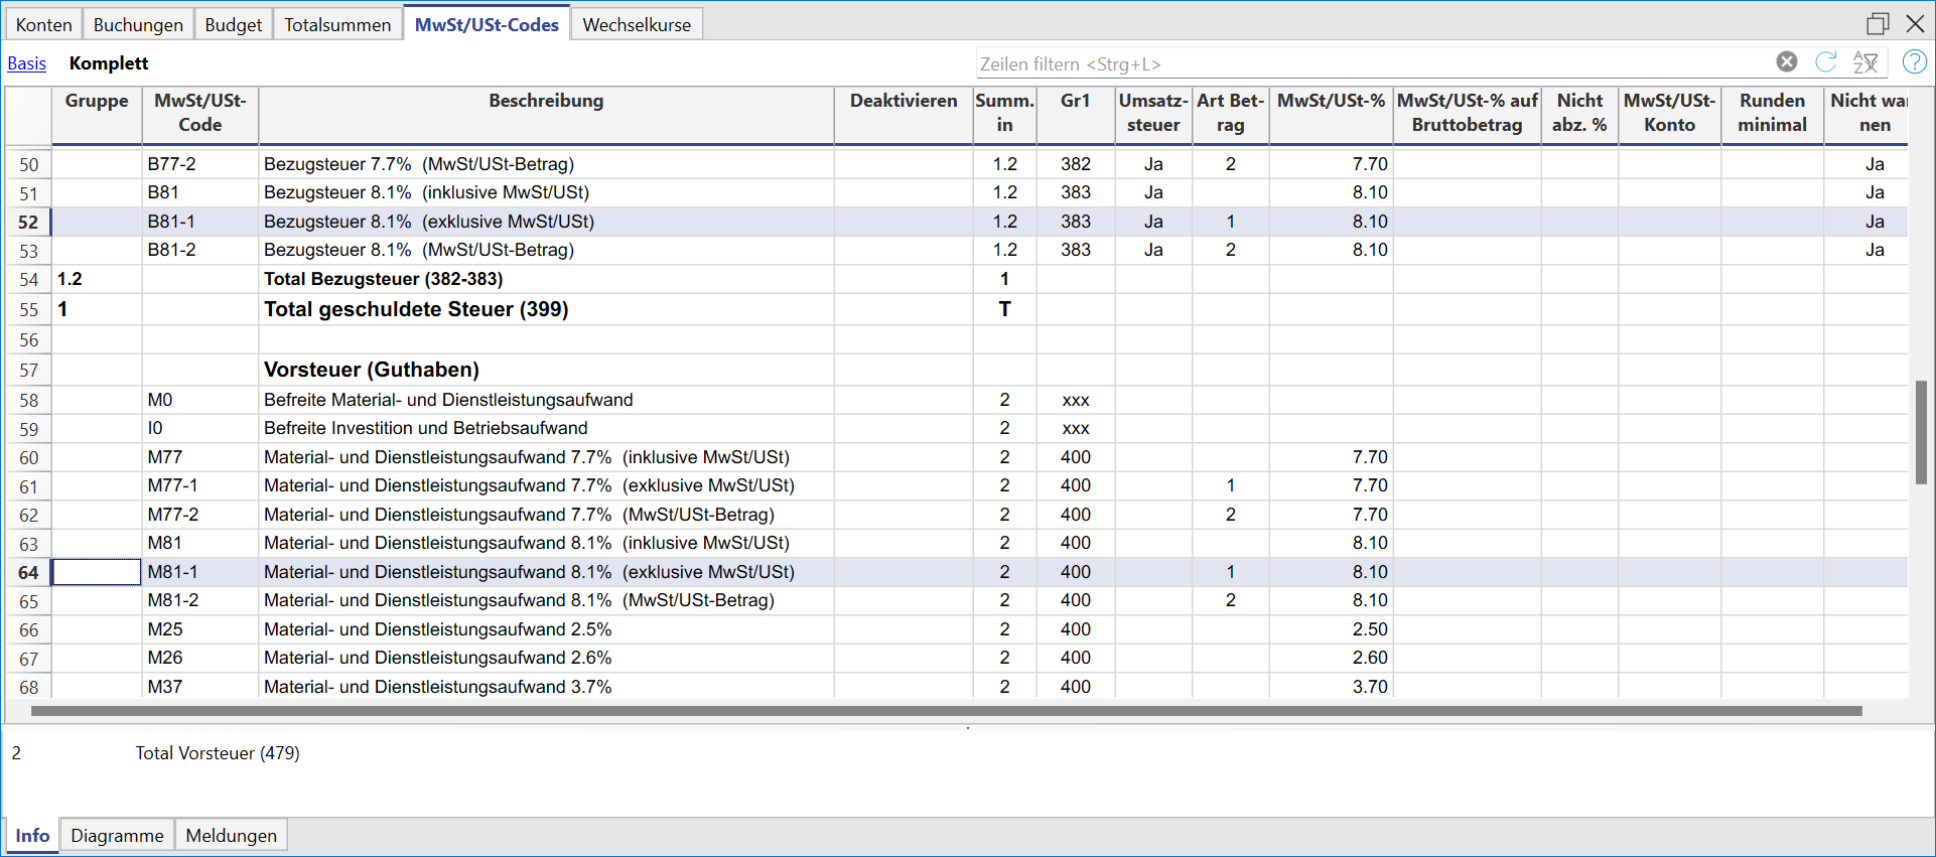 Konten Buchungen Budget Totalsummen MwSt/USt-Codes Wechselkurse
Basis Komplett Zeilen filtern <Strg+L>
Gruppe MwSt/USt-Code Beschreibung Deaktivieren Summ. in Gr1 Umsatz-steuer Art Bet-rag MwSt/USt-% MwSt/USt-% auf Bruttobetrag Nicht abz. % MwSt/USt-Konto Runden minimal Nicht war nen
50 B77-2 Bezugsteuer 7.7% (MwSt/USt-Betrag) 1.2 382 Ja 2 7.70 Ja
51 B81 Bezugsteuer 8.1% (inklusive MwSt/USt) 1.2 383 Ja 8.10 Ja
52 B81-1 Bezugsteuer 8.1% (exklusive MwSt/USt) 1.2 383 Ja 1 8.10 Ja
53 B81-2 Bezugsteuer 8.1% (MwSt/USt-Betrag) 1.2 383 Ja 2 8.10 Ja
54 1.2 Total Bezugsteuer (382-383) 1
55 1 Total geschuldete Steuer (399) T
56
57 Vorsteuer (Guthaben)
58 M0 Befreite Material- und Dienstleistungsaufwand 2 xxx
59 I0 Befreite Investition und Betriebsaufwand 2 xxx
60 M77 Material- und Dienstleistungsaufwand 7.7% (inklusive MwSt/USt) 2 400 7.70
61 M77-1 Material- und Dienstleistungsaufwand 7.7% (exklusive MwSt/USt) 2 400 1 7.70
62 M77-2 Material- und Dienstleistungsaufwand 7.7% (MwSt/USt-Betrag) 2 400 2 7.70
63 M81 Material- und Dienstleistungsaufwand 8.1% (inklusive MwSt/USt) 2 400 8.10
64 M81-1 Material- und Dienstleistungsaufwand 8.1% (exklusive MwSt/USt) 2 400 1 8.10
65 M81-2 Material- und Dienstleistungsaufwand 8.1% (MwSt/USt-Betrag) 2 400 2 8.10
66 M25 Material- und Dienstleistungsaufwand 2.5% 2 400 2.50
67 M26 Material- und Dienstleistungsaufwand 2.6% 2 400 2.60
68 M37 Material- und Dienstleistungsaufwand 3.7% 2 400 3.70
2 Total Vorsteuer (479)
Info Diagramme Meldungen